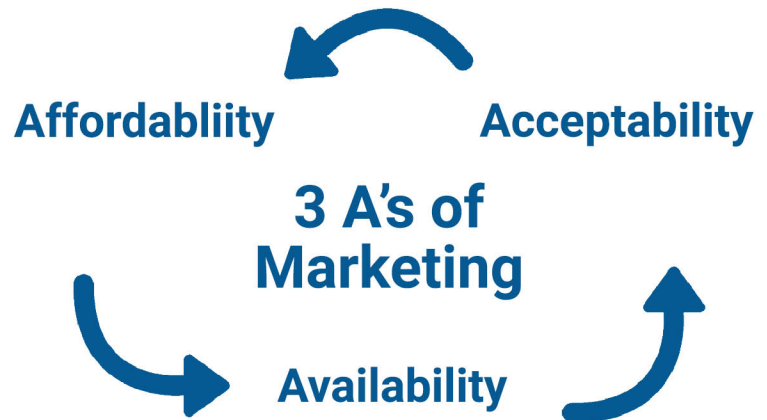 Affordabliity
Acceptability
3 A’s of
Marketing
Availability